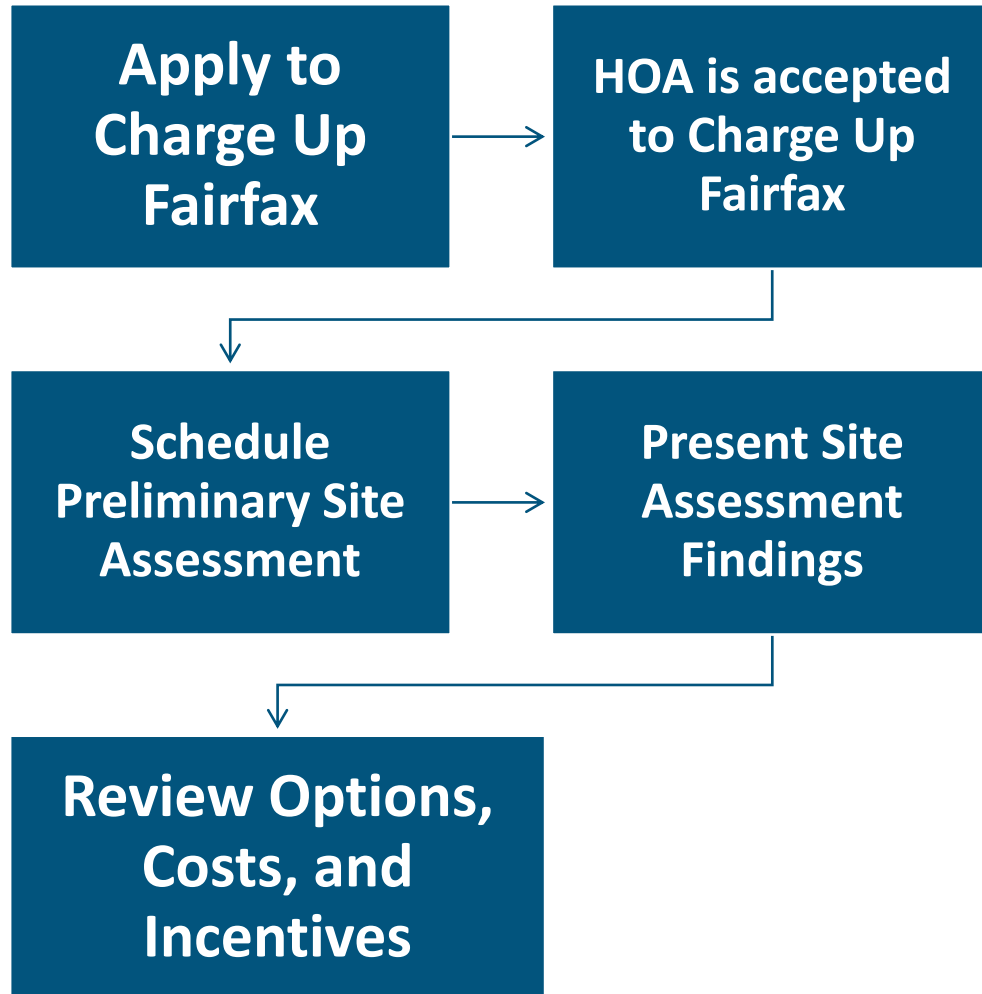 Apply to
Charge Up
Fairfax
HOA is accepted
to Charge Up
Fairfax
Schedule
Preliminary Site
Assessment
Present Site
Assessment
Findings
Review Options,
Costs, and
Incentives